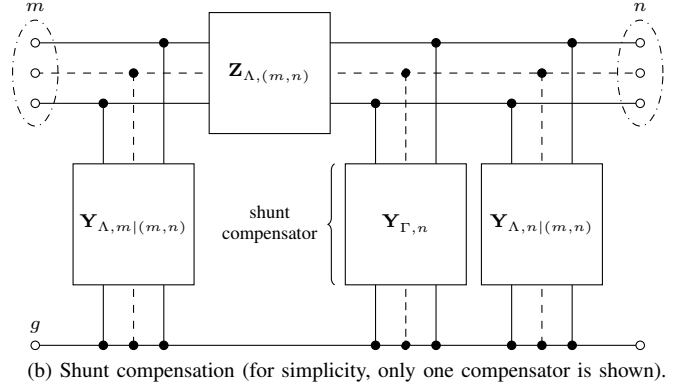 m n
Z_{Λ,(m,n)}
Y_{Λ,m|(m,n)}
shunt
compensator
Y_{Γ,n}
Y_{Λ,n|(m,n)}
g
(b) Shunt compensation (for simplicity, only one compensator is shown).